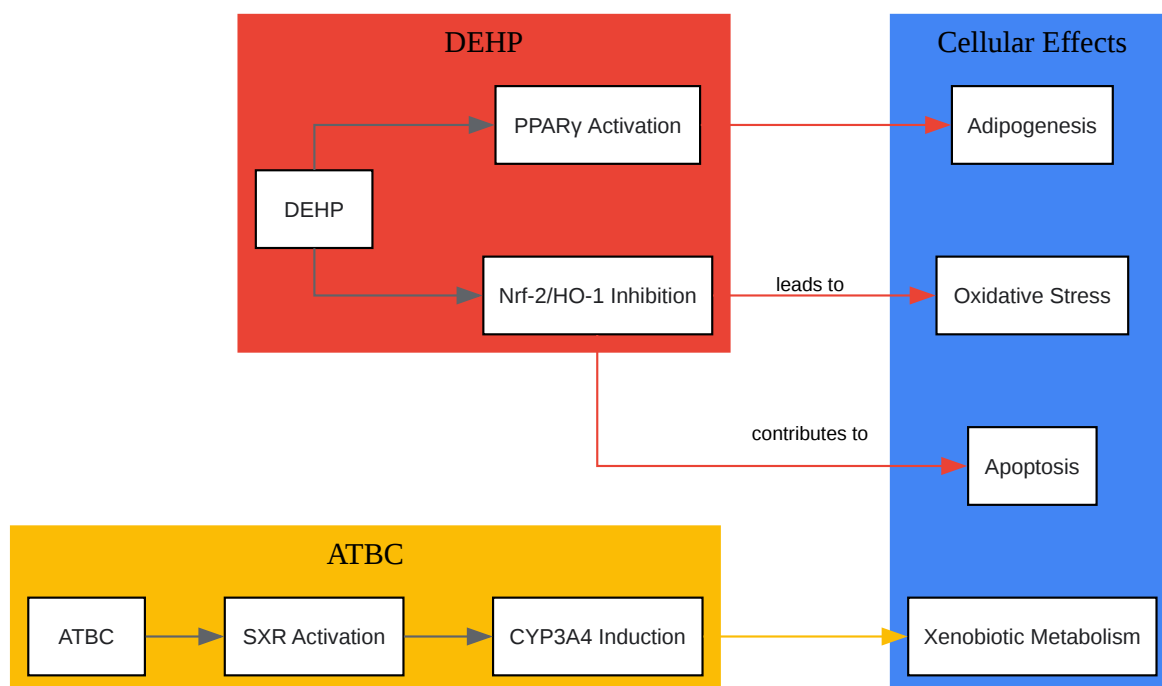 DEHP
Cellular Effects
PPARγ Activation
Adipogenesis
DEHP
Nrf-2/HO-1 Inhibition
leads to
Oxidative Stress
contributes to
Apoptosis
ATBC
ATBC
SXR Activation
CYP3A4 Induction
Xenobiotic Metabolism